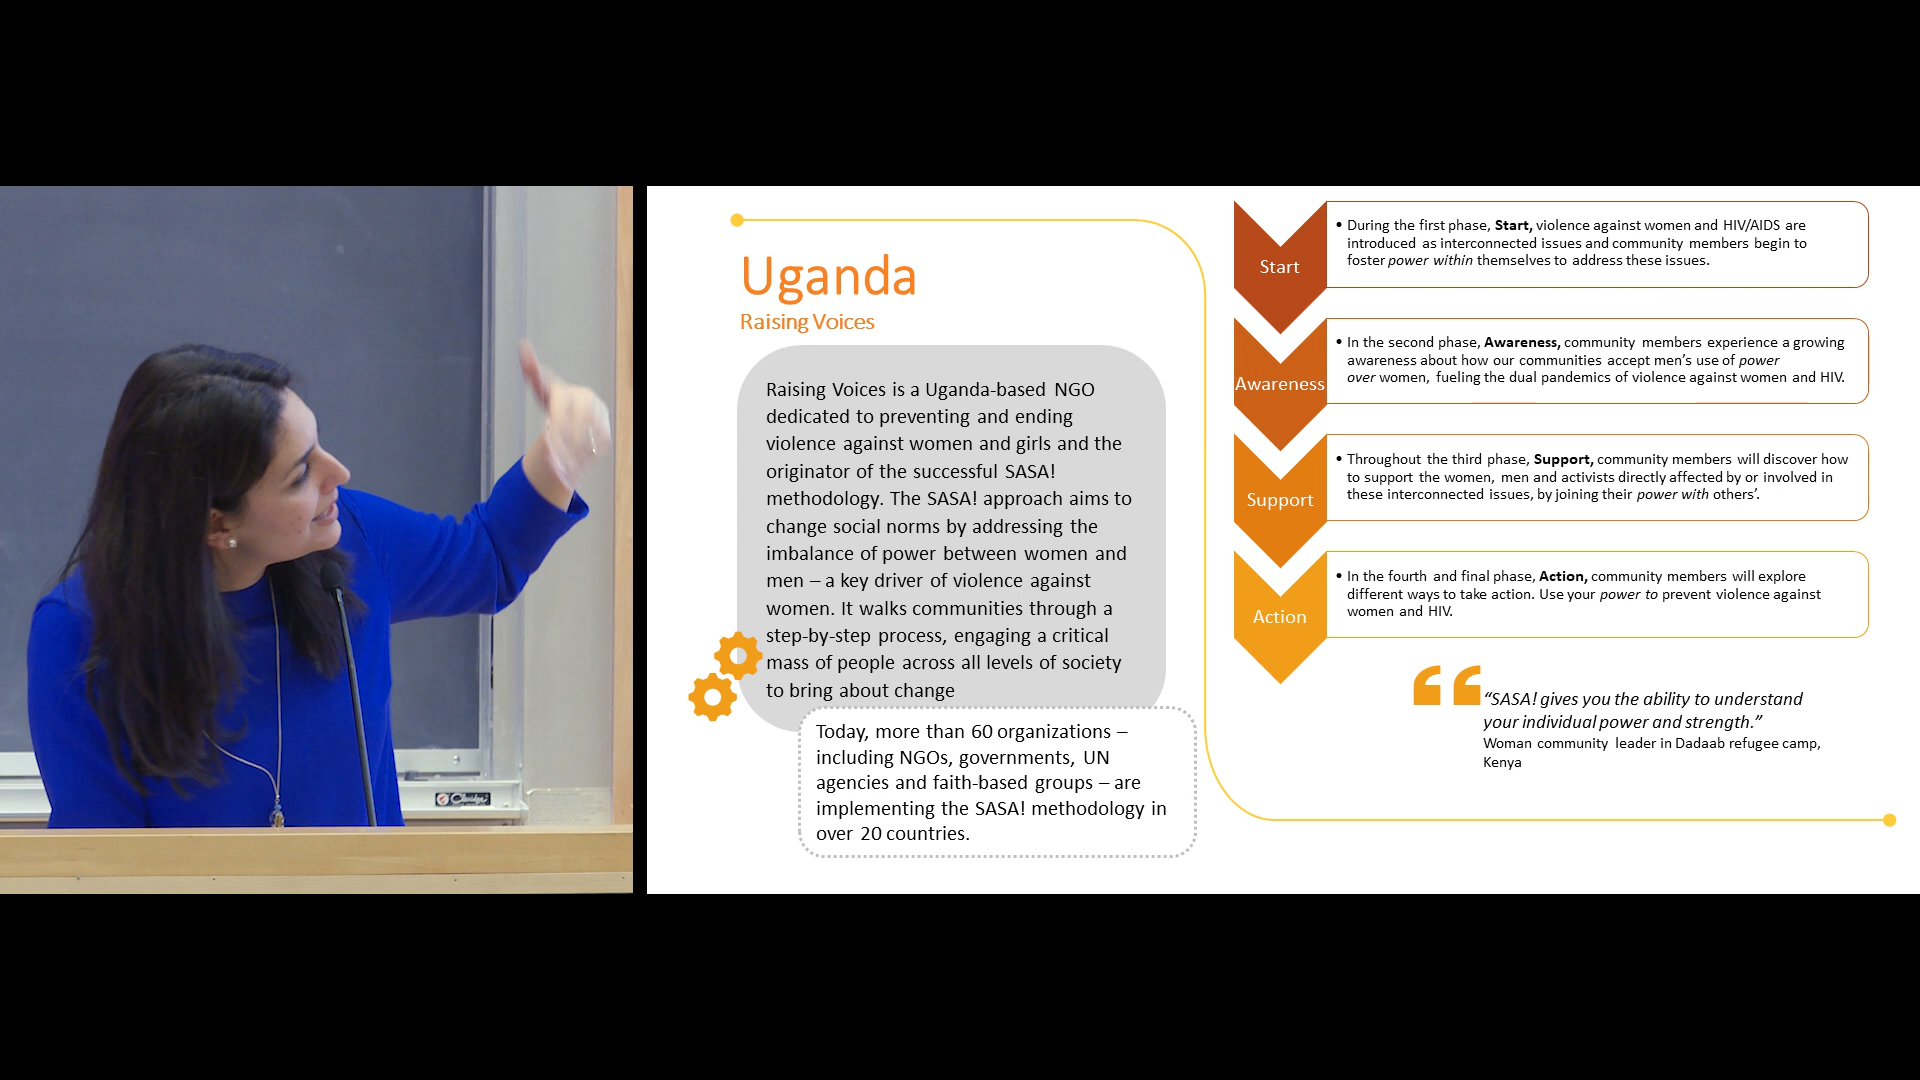 Uganda
Raising Voices
Raising Voices is a Uganda-based NGO
dedicated to preventing and ending
violence against women and girls and the
originator of the successful SASA!
methodology. The SASA! approach aims to
change social norms by addressing the
imbalance of power between women and
men – a key driver of violence against
women. It walks communities through a
step-by-step process, engaging a critical
mass of people across all levels of society
to bring about change
Today, more than 60 organizations –
including NGOs, governments, UN
agencies and faith-based groups – are
implementing the SASA! methodology in
over 20 countries.
Start
• During the first phase, Start, violence against women and HIV/AIDS are
introduced as interconnected issues and community members begin to
foster power within themselves to address these issues.
Awareness
• In the second phase, Awareness, community members experience a growing
awareness about how our communities accept men’s use of power
over women, fueling the dual pandemics of violence against women and HIV.
Support
• Throughout the third phase, Support, community members will discover how
to support the women, men and activists directly affected by or involved in
these interconnected issues, by joining their power with others’.
Action
• In the fourth and final phase, Action, community members will explore
different ways to take action. Use your power to prevent violence against
women and HIV.
“SASA! gives you the ability to understand
your individual power and strength.”
Woman community leader in Dadaab refugee camp,
Kenya